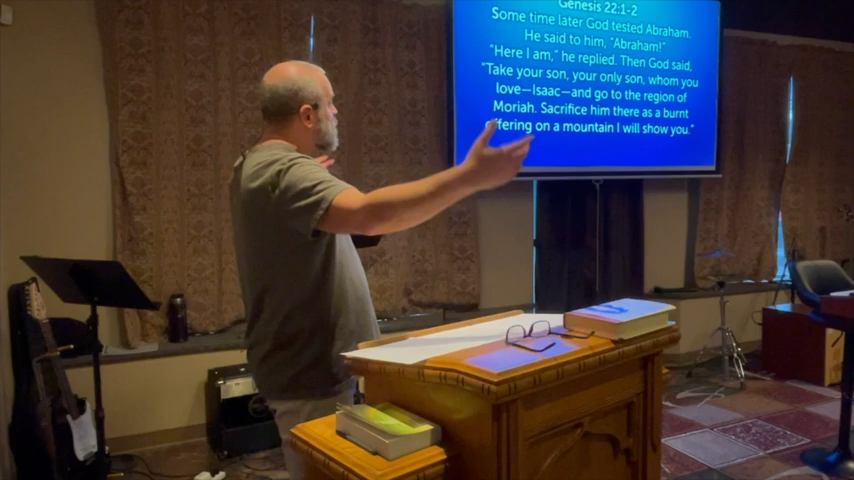 Genesis 22:1-2
Some time later God tested Abraham.
He said to him, "Abraham!"
"Here I am," he replied. Then God said,
"Take your son, your only son, whom you
love—Isaac—and go to the region of
Moriah. Sacrifice him there as a burnt
offering on a mountain I will show you."